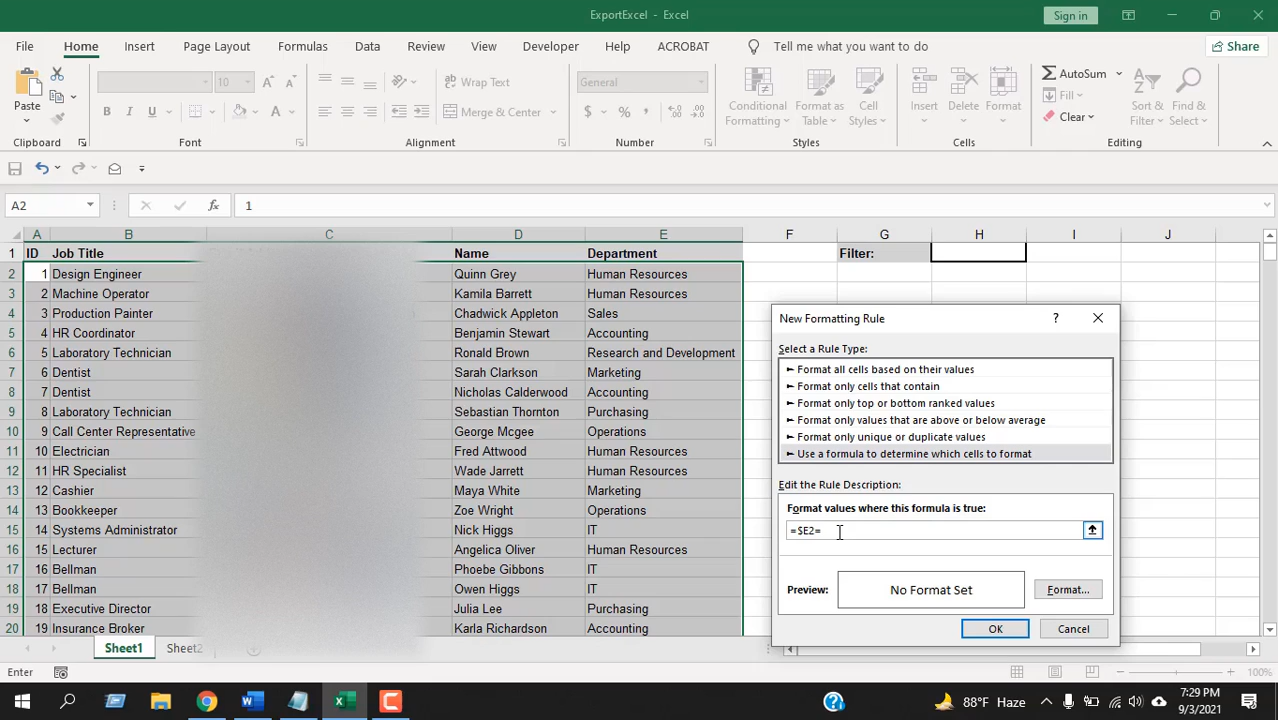 ExportExcel - Excel
Sign in
File Home Insert Page Layout Formulas Data Review View Developer Help ACROBAT Tell me what you want to do Share
Paste
10
B I U A
Wrap Text
Merge & Center
General
$ % ,
Conditional Formatting
Format as Table
Cell Styles
Insert Delete Format
AutoSum
Fill
Clear
Sort & Filter
Find & Select
Clipboard Font Alignment Number Styles Cells Editing
A2 fx 1
A B C D E F G H I J
1 ID Job Title Name Department Filter:
2 1 Design Engineer Quinn Grey Human Resources
3 2 Machine Operator Kamila Barrett Human Resources
4 3 Production Painter Chadwick Appleton Sales
5 4 HR Coordinator Benjamin Stewart Accounting
6 5 Laboratory Technician Ronald Brown Research and Development
7 6 Dentist Sarah Clarkson Marketing
8 7 Dentist Nicholas Calderwood Accounting
9 8 Laboratory Technician Sebastian Thornton Purchasing
10 9 Call Center Representative George Mcgee Operations
11 10 Electrician Fred Attwood Human Resources
12 11 HR Specialist Wade Jarrett Human Resources
13 12 Cashier Maya White Marketing
14 13 Bookkeeper Zoe Wright Operations
15 14 Systems Administrator Nick Higgs IT
16 15 Lecturer Angelica Oliver Human Resources
17 16 Bellman Phoebe Gibbons IT
18 17 Bellman Owen Higgs IT
19 18 Executive Director Julia Lee Purchasing
20 19 Insurance Broker Karla Richardson Accounting
New Formatting Rule ?
Select a Rule Type:
► Format all cells based on their values
► Format only cells that contain
► Format only top or bottom ranked values
► Format only values that are above or below average
► Format only unique or duplicate values
► Use a formula to determine which cells to format
Edit the Rule Description:
Format values where this formula is true:
=$E2=
Preview: No Format Set Format...
OK Cancel
Sheet1 Sheet2
Enter 100%
88°F Haze
7:29 PM
9/3/2021